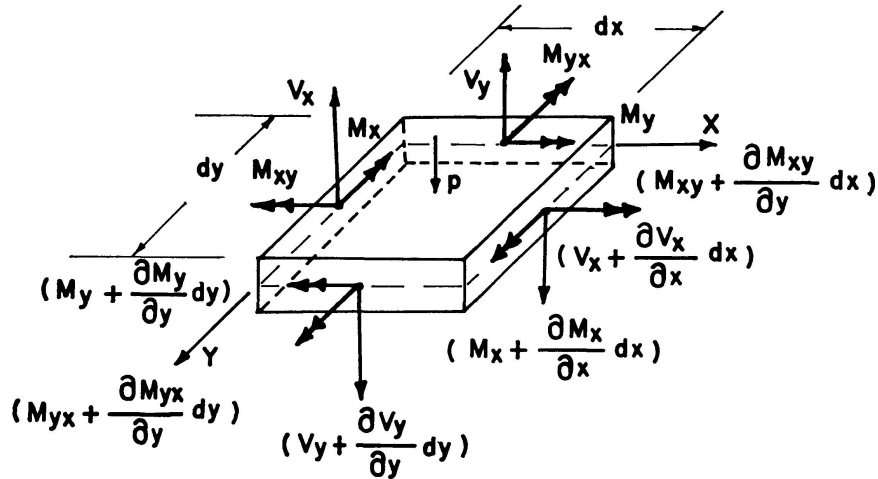 dx
Myx
Vy
Vx
My
Mx
X
dy
Mxy
p
(Mxy + ∂Mxy/∂y dx)
(Vx + ∂Vx/∂x dx)
(My + ∂My/∂y dy)
(Mx + ∂Mx/∂x dx)
Y
(Myx + ∂Myx/∂y dy)
(Vy + ∂Vy/∂y dy)